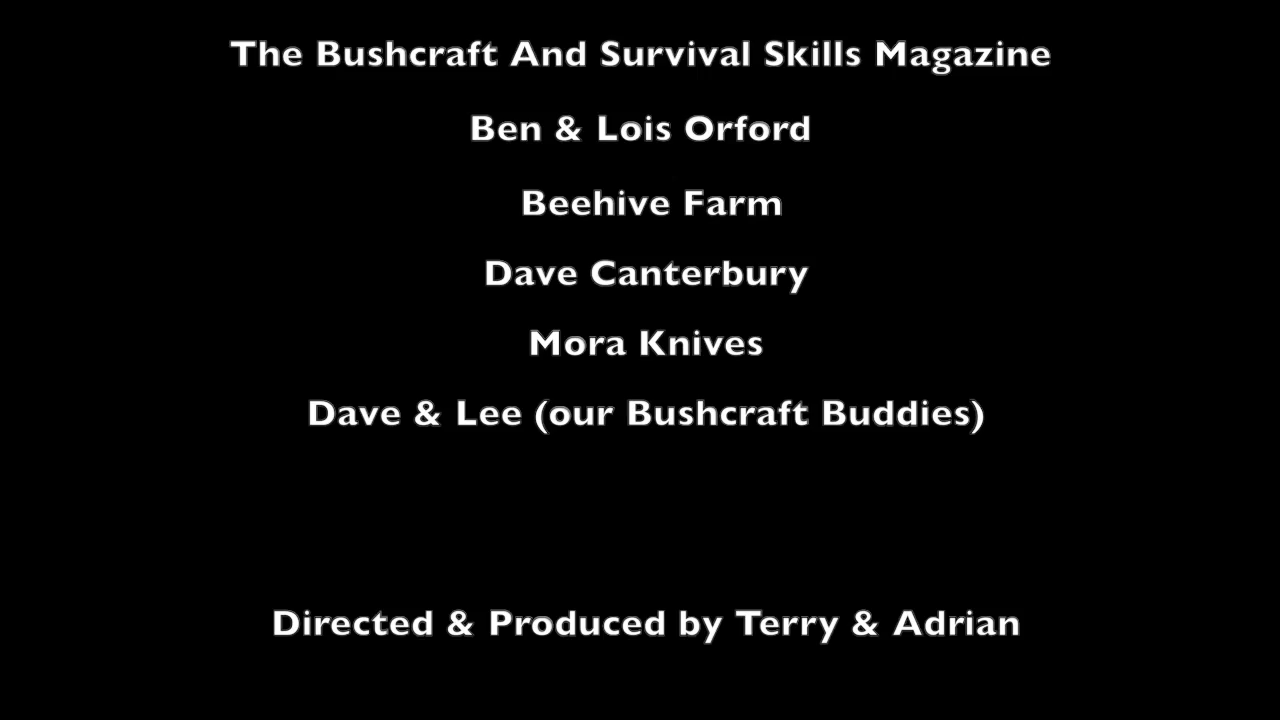 The Bushcraft And Survival Skills Magazine
Ben & Lois Orford
Beehive Farm
Dave Canterbury
Mora Knives
Dave & Lee (our Bushcraft Buddies)
Directed & Produced by Terry & Adrian